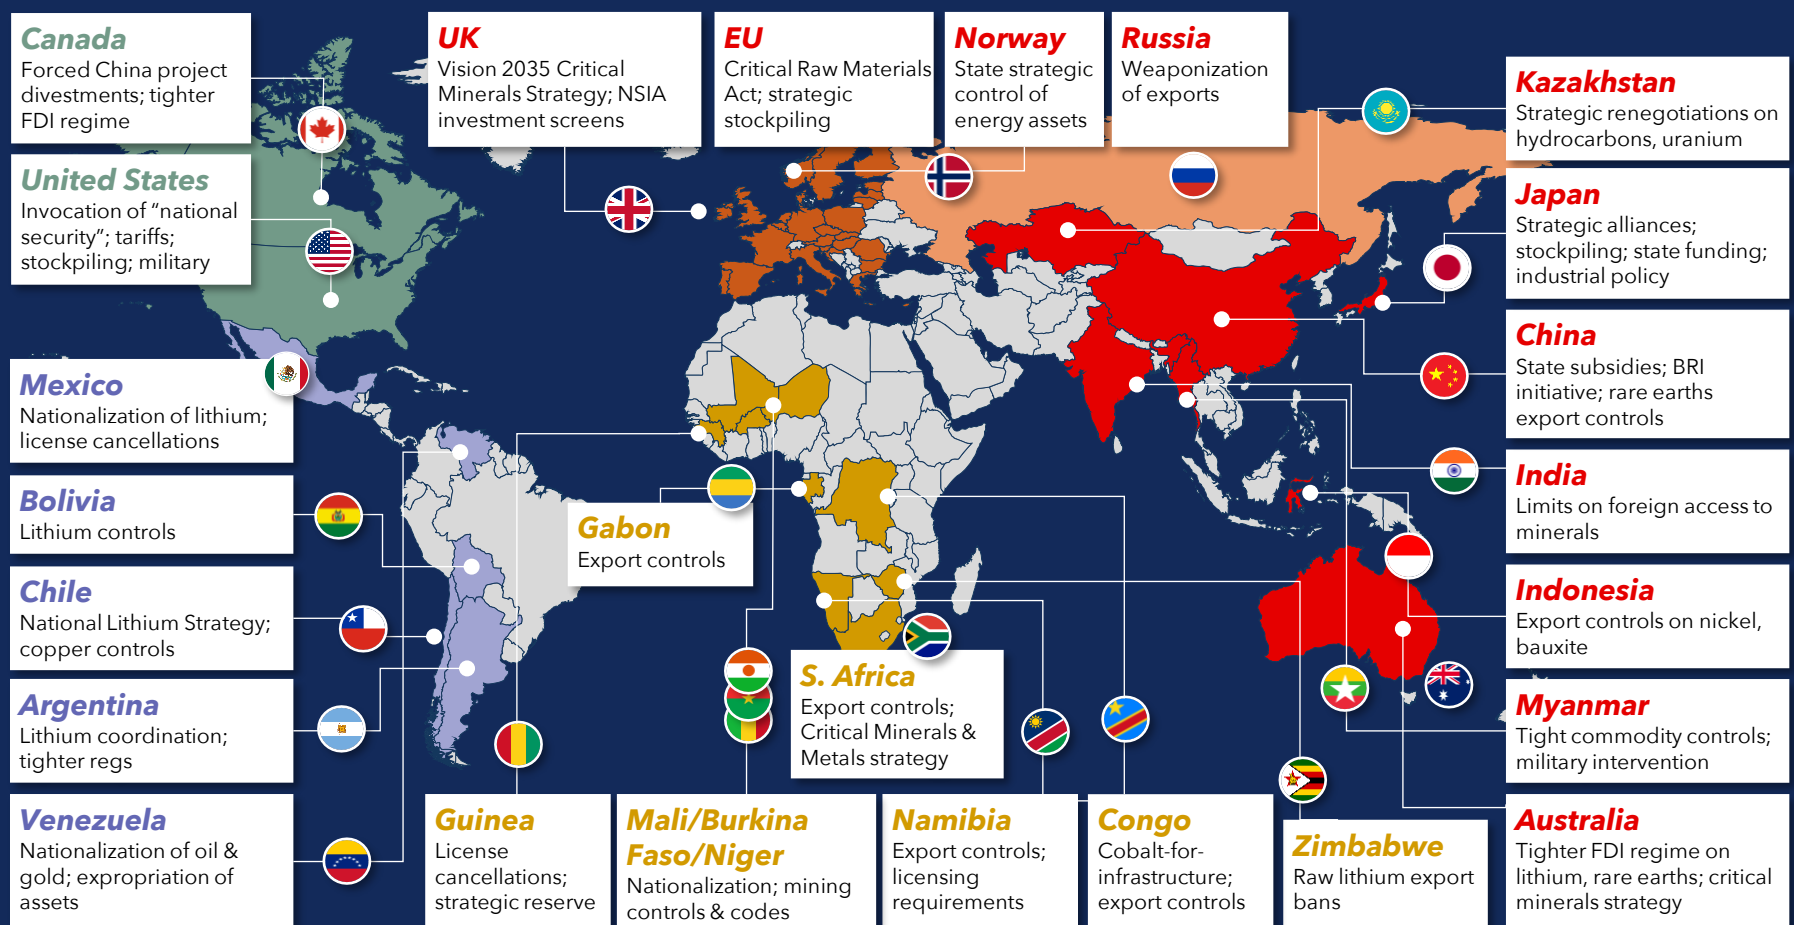 Canada
Forced China project
divestments; tighter
FDI regime
United States
Invocation of “national
security”; tariffs;
stockpiling; military
UK
Vision 2035 Critical
Minerals Strategy; NSIA
investment screens
EU
Critical Raw Materials
Act; strategic
stockpiling
Norway
State strategic
control of
energy assets
Russia
Weaponization
of exports
Kazakhstan
Strategic renegotiations on
hydrocarbons, uranium
Japan
Strategic alliances;
stockpiling; state funding;
industrial policy
China
State subsidies; BRI
initiative; rare earths
export controls
India
Limits on foreign access to
minerals
Indonesia
Export controls on nickel,
bauxite
Myanmar
Tight commodity controls;
military intervention
Australia
Tighter FDI regime on
lithium, rare earths; critical
minerals strategy
Mexico
Nationalization of lithium;
license cancellations
Bolivia
Lithium controls
Chile
National Lithium Strategy;
copper controls
Argentina
Lithium coordination;
tighter regs
Venezuela
Nationalization of oil &
gold; expropriation of
assets
Gabon
Export controls
S. Africa
Export controls;
Critical Minerals &
Metals strategy
Guinea
License
cancellations;
strategic reserve
Mali/Burkina
Faso/Niger
Nationalization; mining
controls & codes
Namibia
Export controls;
licensing
requirements
Congo
Cobalt-for-
infrastructure;
export controls
Zimbabwe
Raw lithium export
bans